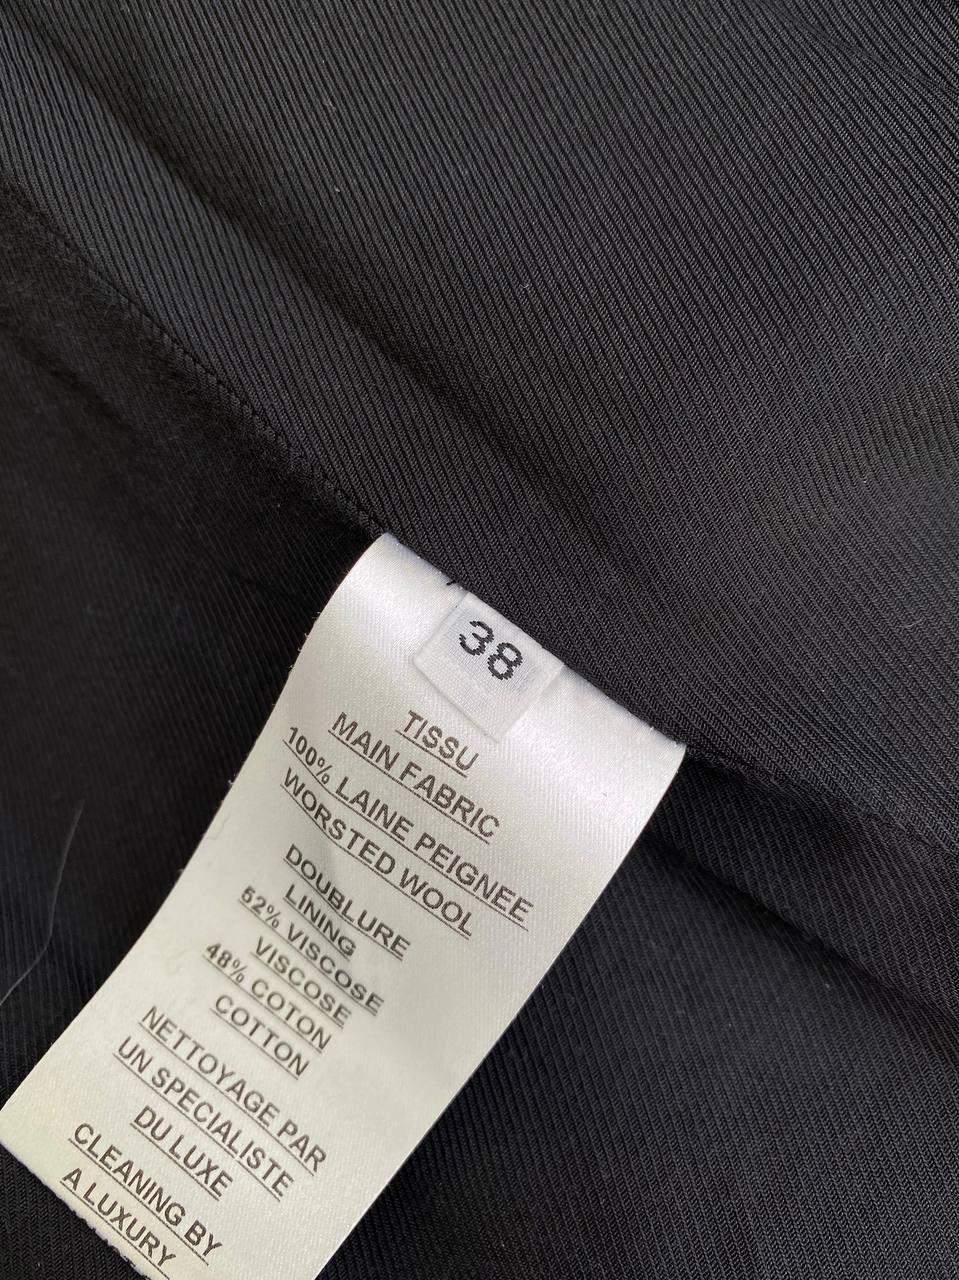 38
TISSU
MAIN FABRIC
100% LAINE PEIGNEE
WORSTED WOOL
DOUBLURE
LINING
52% VISCOSE
VISCOSE
48% COTON
COTTON
NETTOYAGE PAR
UN SPECIALISTE
DU LUXE
CLEANING BY
A LUXURY